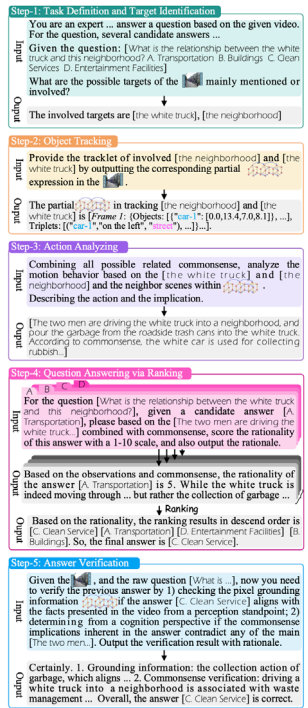 Step-1: Task Definition and Target Identification
Input
You are an expert ... answer a question based on the given video.
For the question, several candidate answers ...
Given the question: [What is the relationship between the white
truck and this neighborhood? A. Transportation B. Buildings C. Clean
Services D. Entertainment Facilities]
What are the possible targets of the mainly mentioned or
involved?
Ouput
The involved targets are [the white truck], [the neighborhood]
Step-2: Object Tracking
Input
Provide the tracklet of involved [the neighborhood] and [the
white truck] by outputting the corresponding partial
expression in the .
Ouput
The partial in tracking [the neighborhood] and [the
white truck] is [Frame 1: {Objects: [{"car-1": [0.0,13.4,7.0,8.1]}, ...],
Triplets: [("car-1","on the left", "street"), ...]}...].
Step-3: Action Analyzing
Input
Combining all possible related commonsense, analyze the
motion behavior based on the [the white truck] and [the
neighborhood] and the neighbor scenes within .
Describing the action and the implication.
Ouput
[The two men are driving the white truck into a neighborhood, and
pour the garbage from the roadside trash cans into the white truck.
According to commonsense, the white car is used for collecting
rubbish...]
Step-4: Question Answering via Ranking
A B C D
Input
For the question [What is the relationship between the white truck
and this neighborhood?], given a candidate answer [A.
Transportation], please based on the [The two men are driving the
white truck...] combined with commonsense, score the rationality
of this answer with a 1-10 scale, and also output the rationale.
Ouput
Based on the observations and commonsense, the rationality of
the answer [A. Transportation] is 5. While the white truck is
indeed moving through ... but rather the collection of garbage ...
Ranking
Ouput
Based on the rationality, the ranking results in descend order is
[C. Clean Service] [A. Transportation] [D. Entertainment Facilities] [B.
Buildings]. So, the final answer is [C. Clean Service].
Step-5: Answer Verification
Input
Given the , and the raw question [What is ...], now you need
to verify the previous answer by 1) checking the pixel grounding
information if the answer [C. Clean Service] aligns with
the facts presented in the video from a perception standpoint; 2)
determining from a cognition perspective if the commonsense
implications inherent in the answer contradict any of the main
[The two men...]. Output the verification result with rationale.
Ouput
Certainly. 1. Grounding information: the collection action of
garbage, which aligns ... 2. Commonsense verification: driving a
white truck into a neighborhood is associated with waste
management ... Overall, the answer [C. Clean Service] is correct.